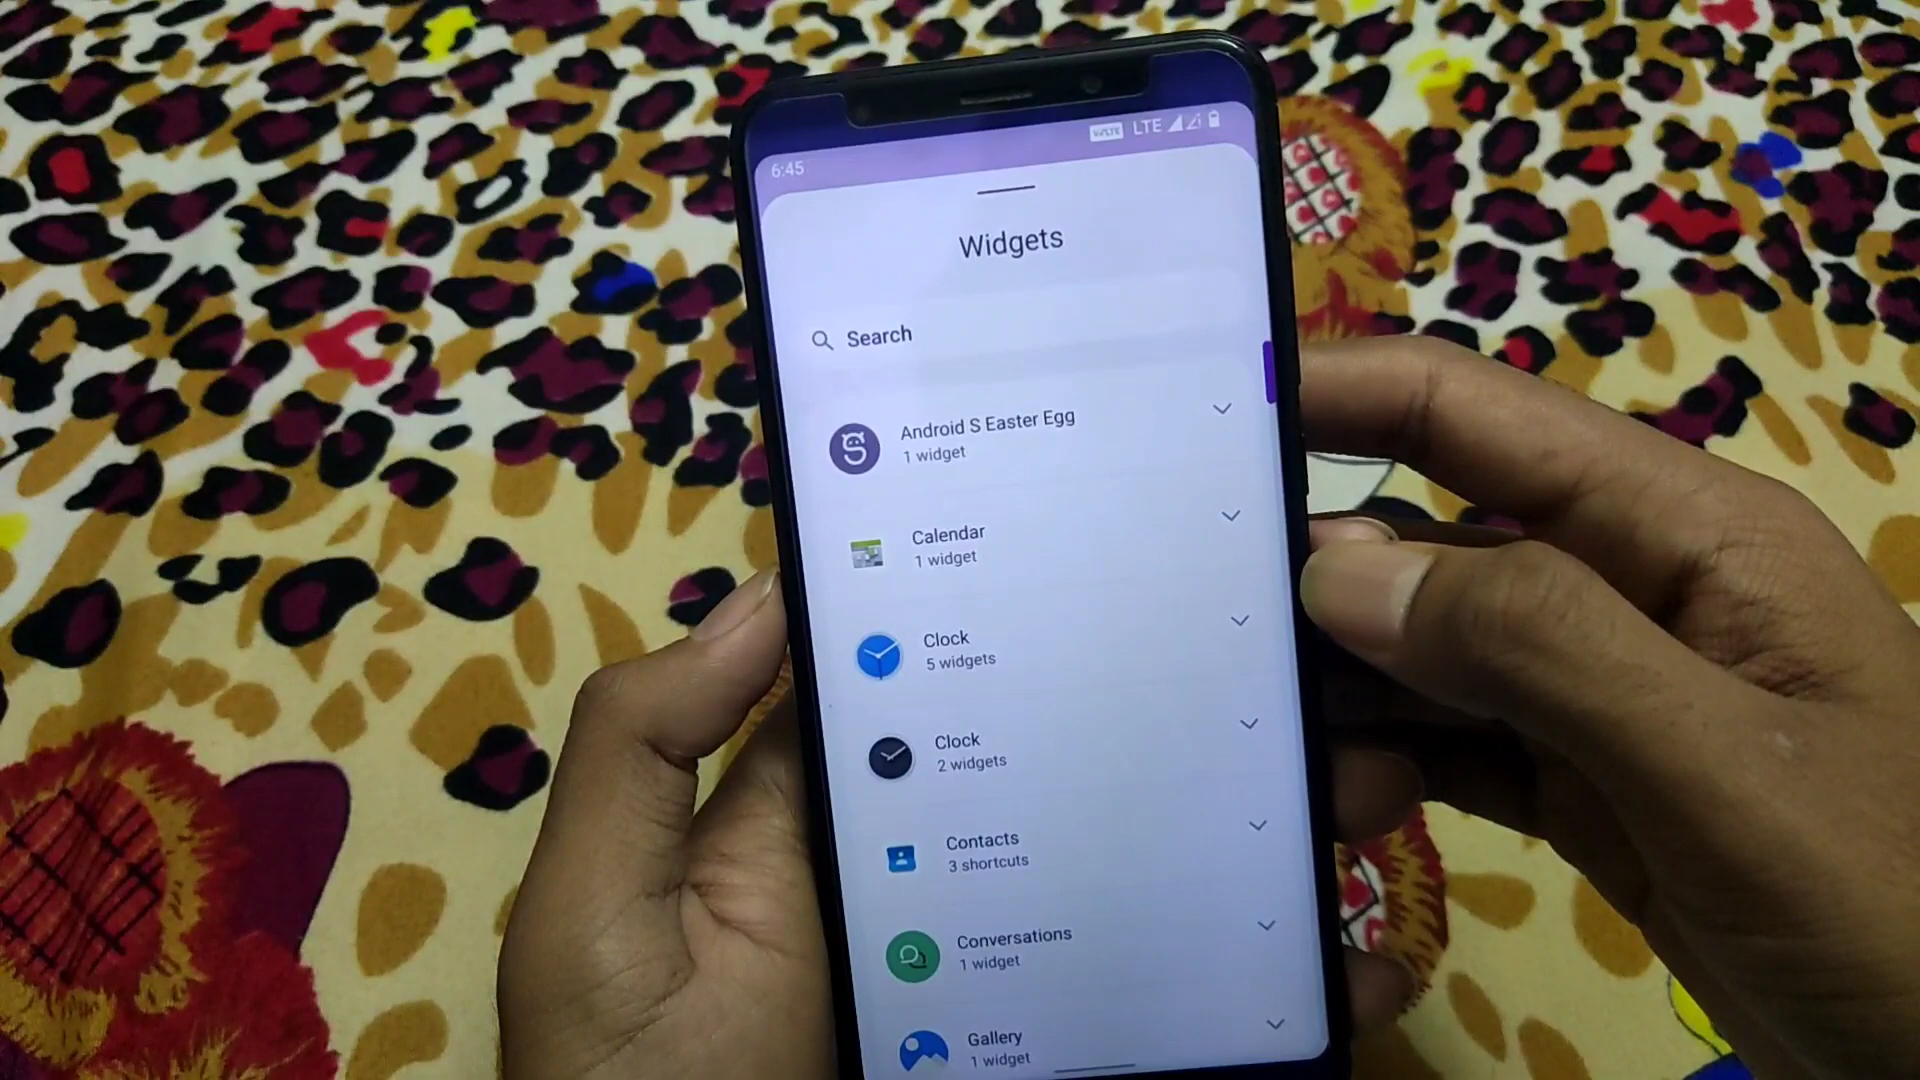 6:45
VoLTE LTE
Widgets
Search
Android S Easter Egg
1 widget
Calendar
1 widget
Clock
5 widgets
Clock
2 widgets
Contacts
3 shortcuts
Conversations
1 widget
Gallery
1 widget